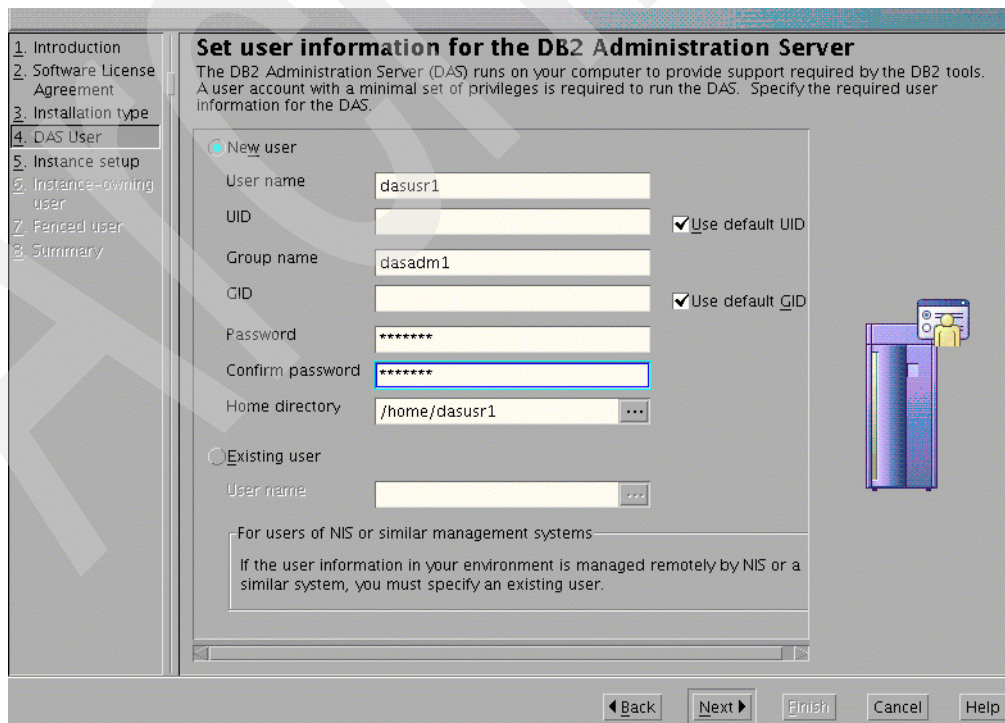 1. Introduction
2. Software License
Agreement
3. Installation type
4. DAS User
5. Instance setup
6. Instance-owning
user
7. Fenced user
8. Summary
Set user information for the DB2 Administration Server
The DB2 Administration Server (DAS) runs on your computer to provide support required by the DB2 tools.
A user account with a minimal set of privileges is required to run the DAS. Specify the required user
information for the DAS.
New user
User name dasusr1
UID Use default UID
Group name dasadm1
GID Use default GID
Password *******
Confirm password *******
Home directory /home/dasusr1 ...
Existing user
User name ...
For users of NIS or similar management systems
If the user information in your environment is managed remotely by NIS or a
similar system, you must specify an existing user.
Back Next Finish Cancel Help